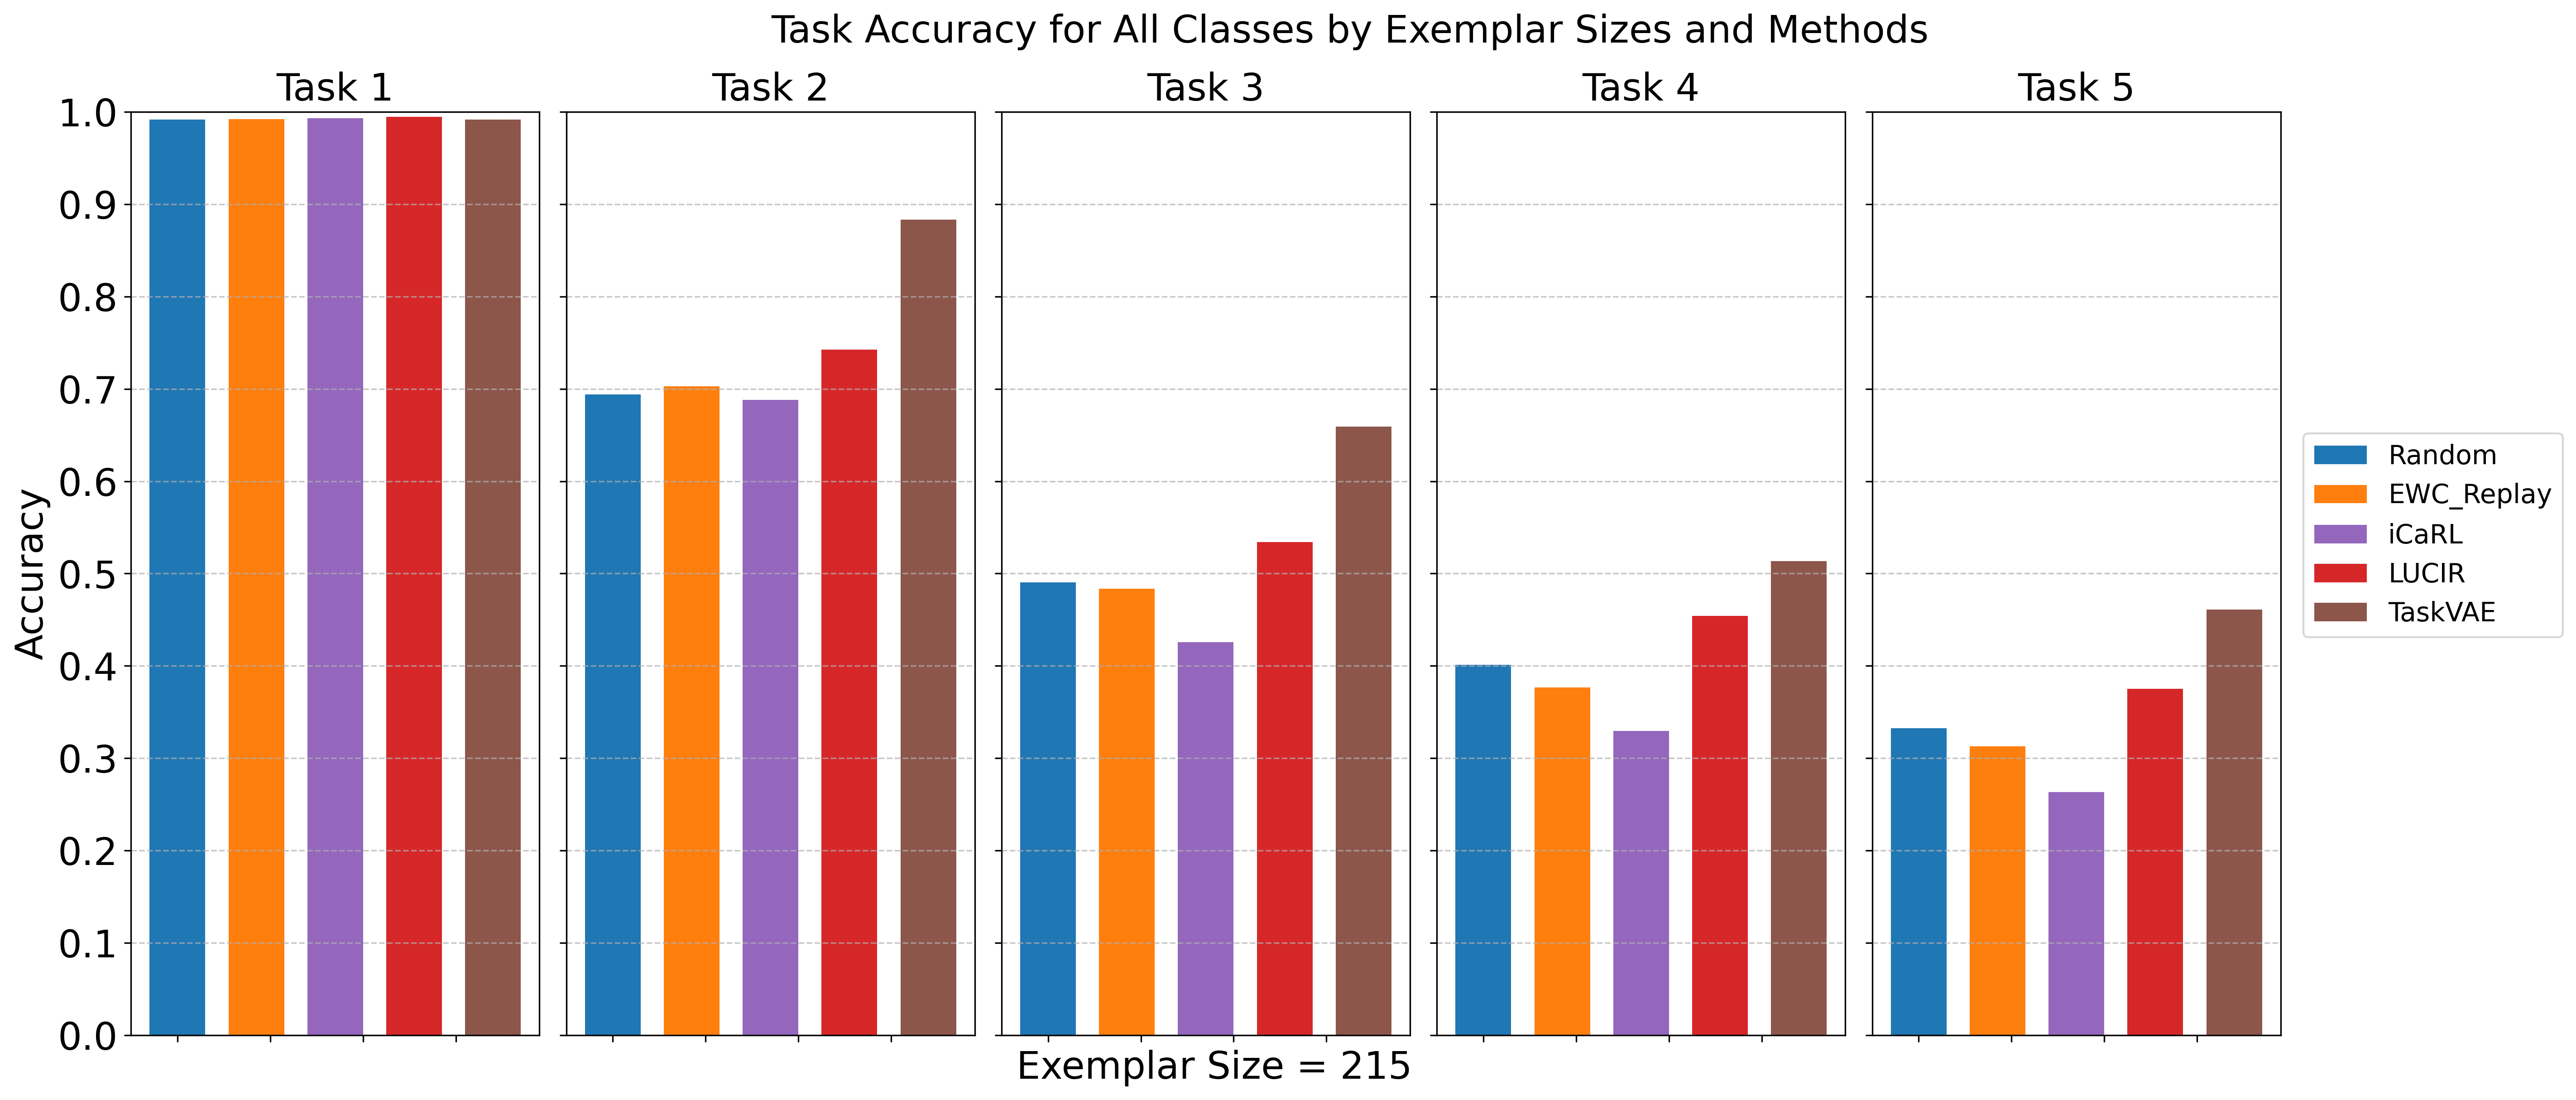 Task Accuracy for All Classes by Exemplar Sizes and Methods
Task 1
Task 2
Task 3
Task 4
Task 5
1.0
0.9
0.8
0.7
0.6
0.5
0.4
0.3
0.2
0.1
0.0
Accuracy
Exemplar Size = 215
Random
EWC_Replay
iCaRL
LUCIR
TaskVAE